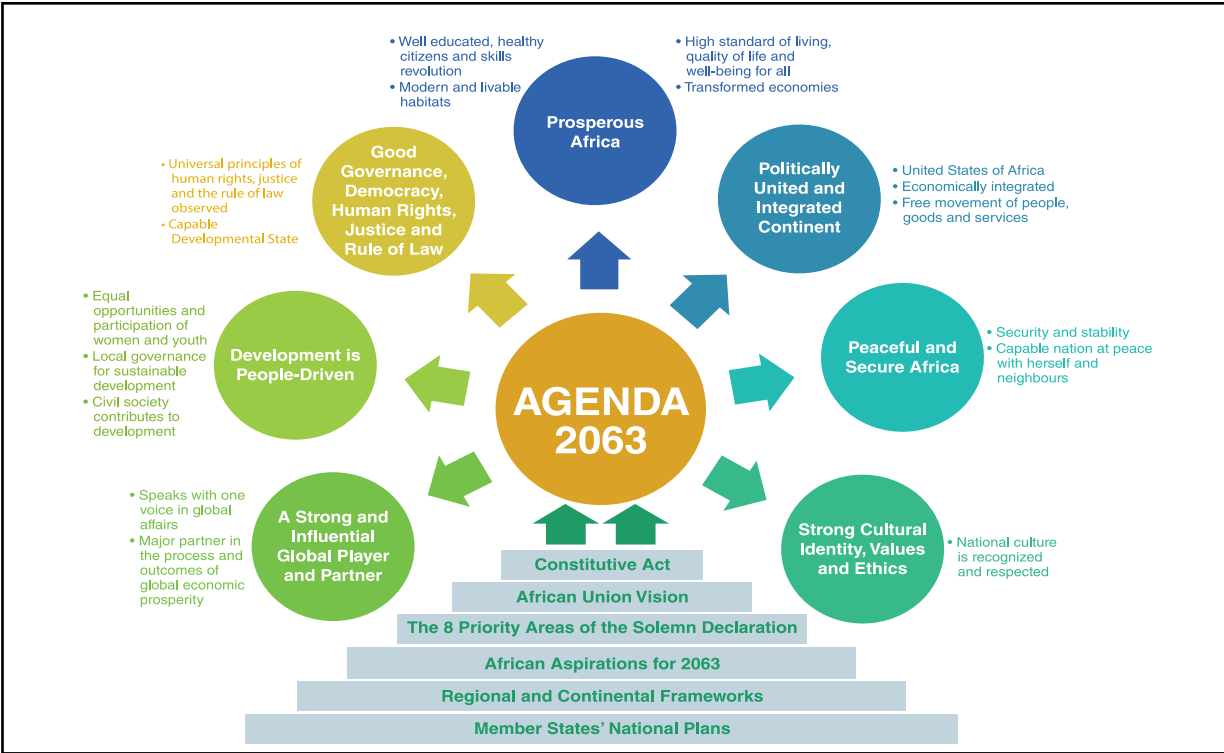 • Well educated, healthy
citizens and skills
revolution
• Modern and livable
habitats
Prosperous
Africa
• High standard of living,
quality of life and
well-being for all
• Transformed economies
• Universal principles of
human rights, justice
and the rule of law
observed
• Capable
Developmental State
Good
Governance,
Democracy,
Human Rights,
Justice and
Rule of Law
Politically
United and
Integrated
Continent
• United States of Africa
• Economically integrated
• Free movement of people,
goods and services
• Equal
opportunities and
participation of
women and youth
• Local governance
for sustainable
development
• Civil society
contributes to
development
Development is
People-Driven
AGENDA
2063
Peaceful and
Secure Africa
• Security and stability
• Capable nation at peace
with herself and
neighbours
• Speaks with one
voice in global
affairs
• Major partner in
the process and
outcomes of
global economic
prosperity
A Strong and
Influential
Global Player
and Partner
Strong Cultural
Identity, Values
and Ethics
• National culture
is recognized
and respected
Constitutive Act
African Union Vision
The 8 Priority Areas of the Solemn Declaration
African Aspirations for 2063
Regional and Continental Frameworks
Member States' National Plans